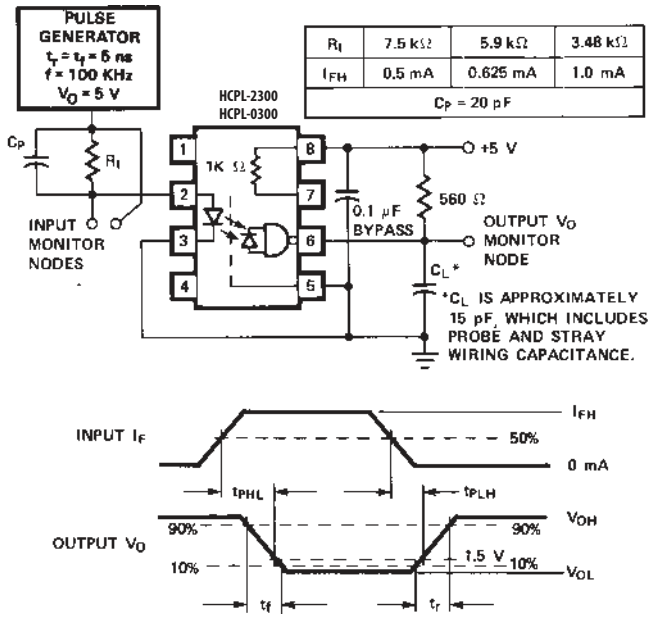 PULSE
GENERATOR
tr = tf = 5 ns
f = 100 KHz
VO = 5 V
RI 7.5 kΩ 5.9 kΩ 3.48 kΩ
IFH 0.5 mA 0.625 mA 1.0 mA
CP = 20 pF
HCPL-2300
HCPL-0300
CP
RI
1
2
3
4
1K Ω
8
7
6
5
INPUT
MONITOR
NODES
+5 V
0.1 µF
BYPASS
560 Ω
OUTPUT VO
MONITOR
NODE
CL*
*CL IS APPROXIMATELY
15 pF, WHICH INCLUDES
PROBE AND STRAY
WIRING CAPACITANCE.
INPUT IF
IFH
50%
0 mA
tPHL
tPLH
OUTPUT VO
90%
90%
VOH
1.5 V
10%
10%
VOL
tf
tr